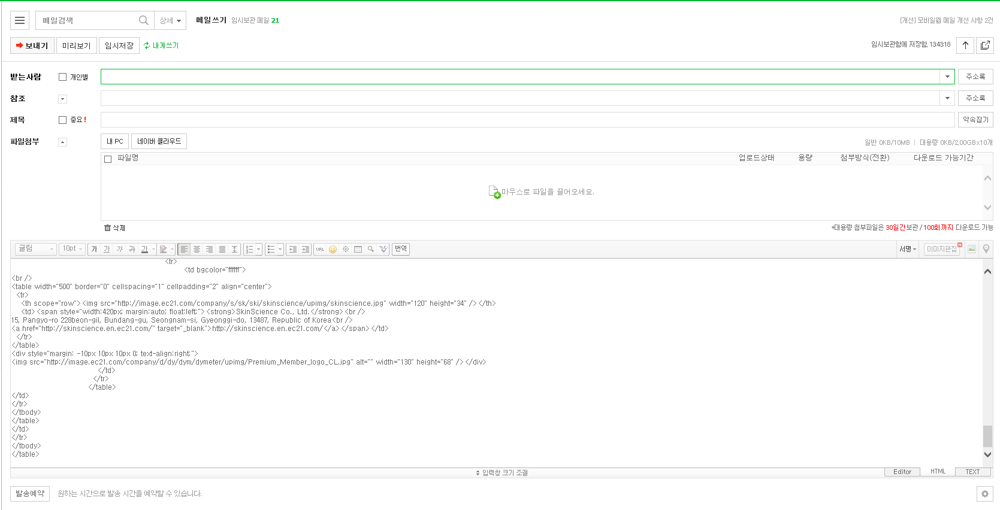 메일검색 상세 메일쓰기 임시보관 메일 21 [개선] 모바일웹 메일 개선 사항 2건
보내기 미리보기 임시저장 내게쓰기 임시보관함에 저장함, 13:43:18
받는사람 개인별 주소록
참조 주소록
제목 중요! 약속잡기
파일첨부 내 PC 네이버 클라우드 일반 0KB/10MB | 대용량 0KB/2.00GBx10개
파일명 업로드상태 용량 첨부방식(전환) 다운로드 가능기간
마우스로 파일을 끌어오세요.
삭제 *대용량 첨부파일은 30일간 보관 / 100회까지 다운로드 가능
굴림 10pt 가 가 가 가 가 URL 번역 서명 이미지편집 N
<tr>
<td bgcolor="ffffff">
<br />
<table width="500" border="0" cellspacing="1" cellpadding="2" align="center">
<tr>
<th scope="row"><img src="http://image.ec21.com/company/s/sk/ski/skinscience/upimg/skinscience.jpg" width="120" height="34" /></th>
<td><span style="width:420px; margin:auto; float:left;"><strong>SkinScience Co., Ltd.</strong><br />
15, Pangyo-ro 228beon-gil, Bundang-gu, Seongnam-si, Gyeonggi-do, 13487, Republic of Korea<br />
<a href="http://skinscience.en.ec21.com/" target="_blank">http://skinscience.en.ec21.com/</a></span></td>
</tr>
</table>
<div style="margin: -10px 10px 10px 0; text-align:right;">
<img src="http://image.ec21.com/company/d/dy/dym/dymeter/upimg/Premium_Member_logo_CL.jpg" alt="" width="130" height="68" /></div>
</td>
</tr>
</table>
</td>
</tr>
</tbody>
</table>
</td>
</tr>
</tbody>
</table>
입력창 크기 조절 Editor HTML TEXT
발송예약 원하는 시간으로 발송 시간을 예약할 수 있습니다.